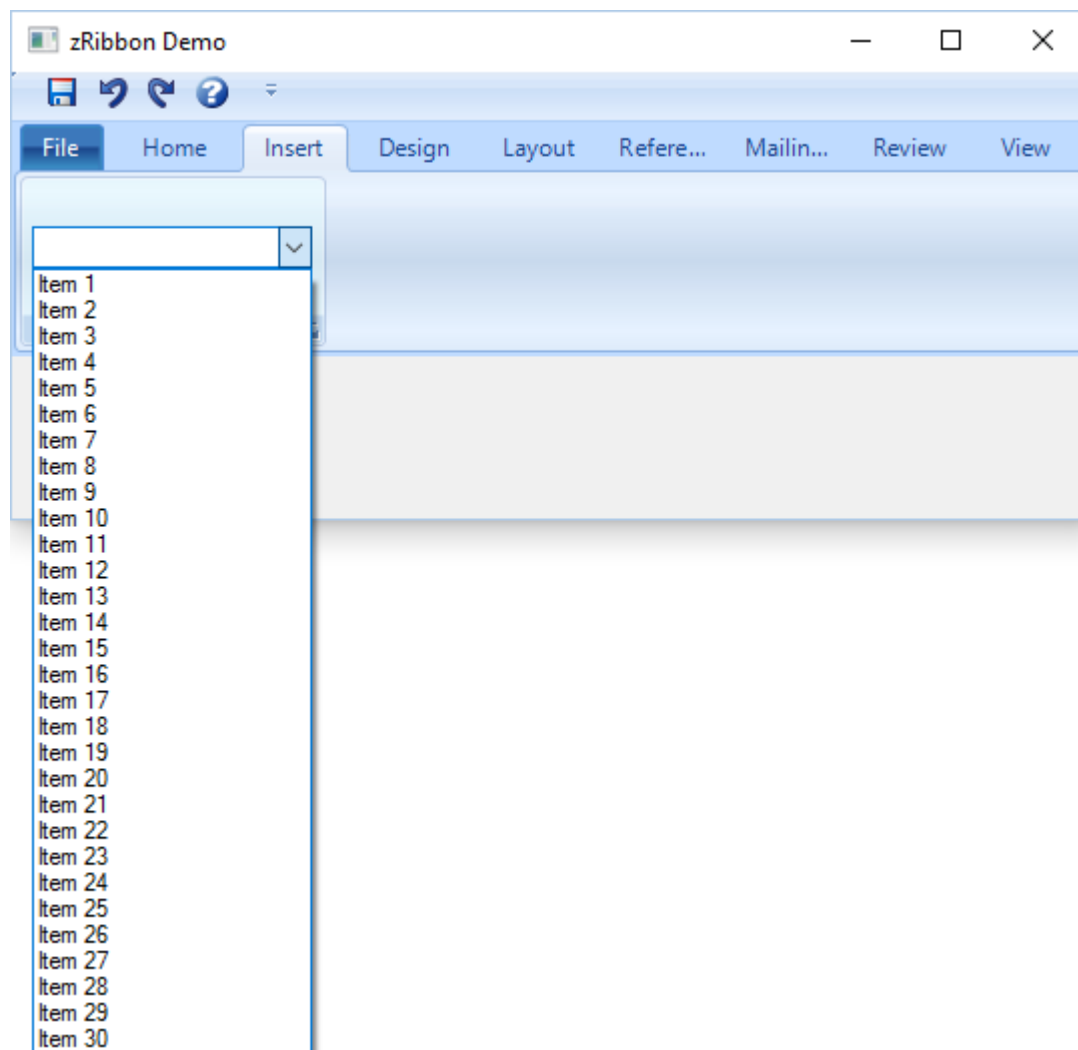 zRibbon Demo
File Home Insert Design Layout Refere... Mailin... Review View
Item 1
Item 2
Item 3
Item 4
Item 5
Item 6
Item 7
Item 8
Item 9
Item 10
Item 11
Item 12
Item 13
Item 14
Item 15
Item 16
Item 17
Item 18
Item 19
Item 20
Item 21
Item 22
Item 23
Item 24
Item 25
Item 26
Item 27
Item 28
Item 29
Item 30